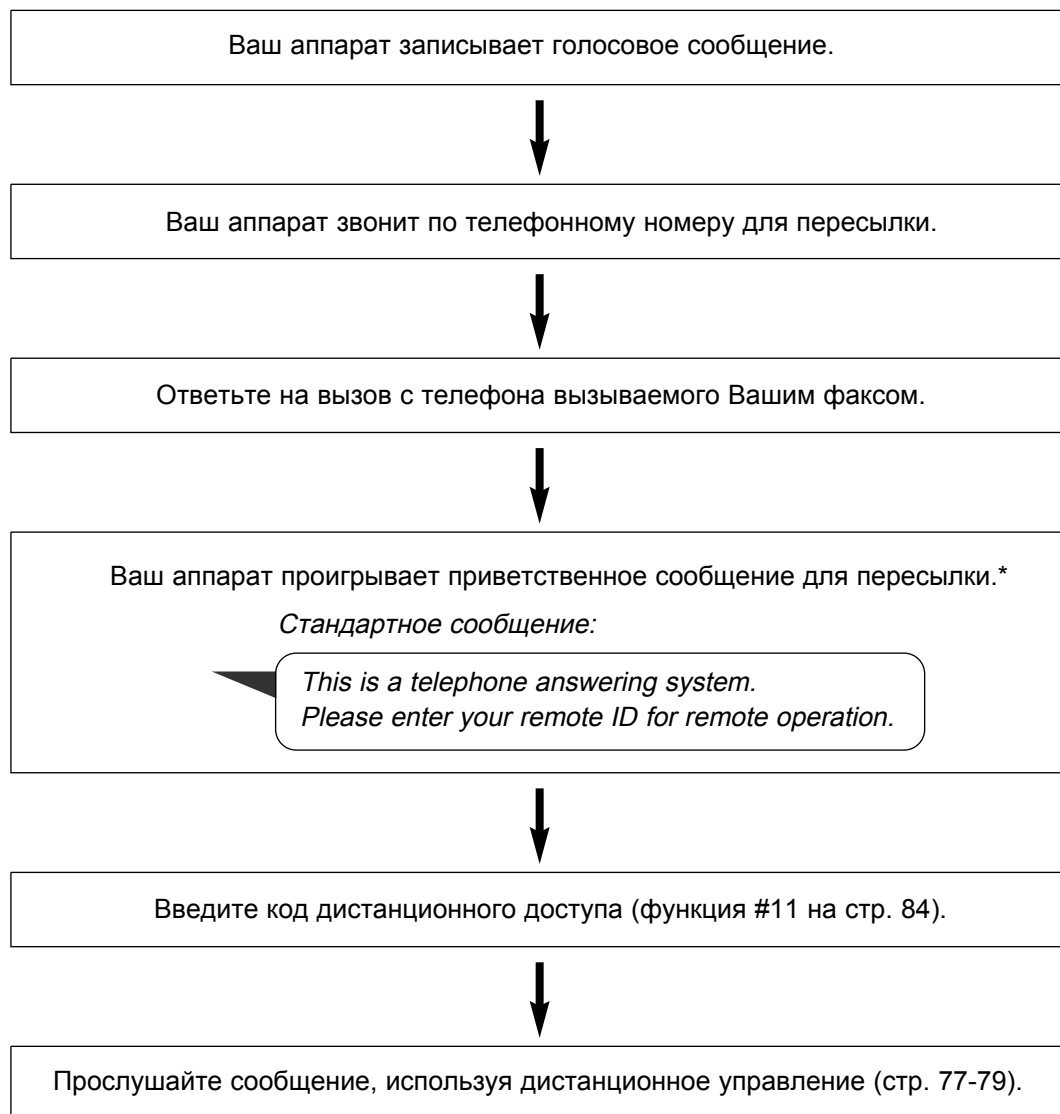 Ваш аппарат записывает голосовое сообщение.
Ваш аппарат звонит по телефонному номеру для пересылки.
Ответьте на вызов с телефона вызываемого Вашим факсом.
Ваш аппарат проигрывает приветственное сообщение для пересылки.*
Стандартное сообщение:
This is a telephone answering system.
Please enter your remote ID for remote operation.
Введите код дистанционного доступа (функция #11 на стр. 84).
Прослушайте сообщение, используя дистанционное управление (стр. 77-79).